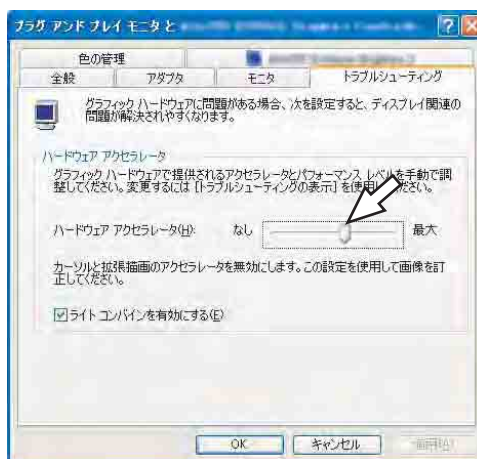 プラグ アンド プレイ モニタ と
色の管理
全般
アダプタ
モニタ
トラブルシューティング
グラフィック ハードウェアに問題がある場合、次を設定すると、ディスプレイ関連の
問題が解決されやすくなります。
ハードウェア アクセラレータ
グラフィック ハードウェアで提供されるアクセラレータとパフォーマンス レベルを手動で調
整してください。変更するには [トラブルシューティングの表示] を使用してください。
ハードウェア アクセラレータ(H):
なし
最大
カーソルと拡張描画のアクセラレータを無効にします。この設定を使用して画像を訂
正してください。
ライト コンバインを有効にする(E)
OK
キャンセル
適用(A)